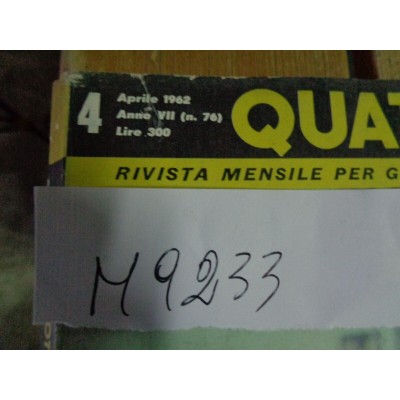 4
Aprile 1962
Anno VII (n. 76)
Lire 300
QUAT
RIVISTA MENSILE PER G
M9233